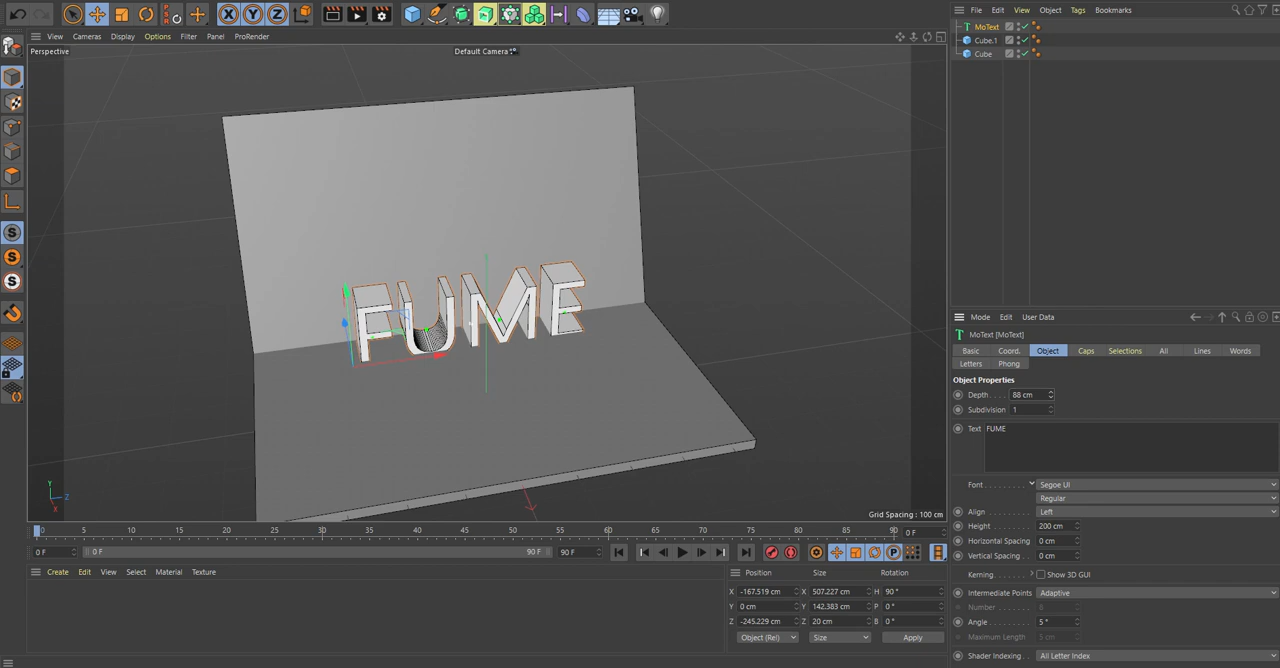 File Edit View Object Tags Bookmarks
View Cameras Display Options Filter Panel ProRender
Perspective
Default Camera
MoText
Cube.1
Cube
FUME
Mode Edit User Data
MoText [MoText]
Basic Coord. Object Caps Selections All Lines Words
Letters Phong
Object Properties
Depth. . . . 88 cm
Subdivision 1
Text FUME
Font. . . . . . . . Segoe UI
Regular
Align . . . . . . . Left
Height . . . . . . 200 cm
Horizontal Spacing 0 cm
Vertical Spacing 0 cm
Kerning. . . . . . Show 3D GUI
Intermediate Points Adaptive
Number. . . . . 8
Angle . . . . . . . 5 °
Maximum Length 5 cm
Shader Indexing. . All Letter Index
Y
Z
X
Grid Spacing : 100 cm
0 5 10 15 20 25 30 35 40 45 50 55 60 65 70 75 80 85 90 0 F
0 F 0 F 90 F 90 F
Create Edit View Select Material Texture
Position Size Rotation
X -167.519 cm X 507.227 cm H 90 °
Y 0 cm Y 142.383 cm P 0 °
Z -245.229 cm Z 20 cm B 0 °
Object (Rel) Size Apply